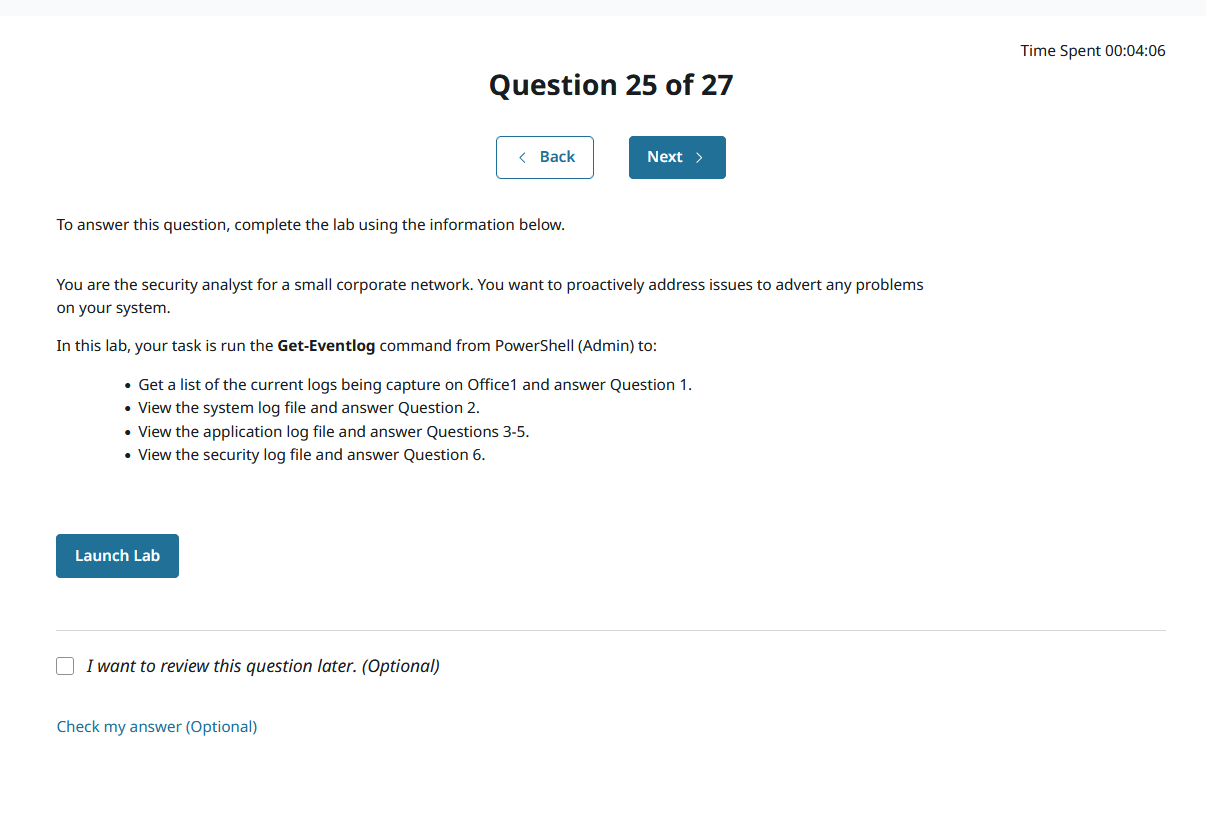 Time Spent 00:04:06
Question 25 of 27
Back
Next
To answer this question, complete the lab using the information below.
You are the security analyst for a small corporate network. You want to proactively address issues to advert any problems
on your system.
In this lab, your task is run the Get-Eventlog command from PowerShell (Admin) to:
• Get a list of the current logs being capture on Office1 and answer Question 1.
• View the system log file and answer Question 2.
• View the application log file and answer Questions 3-5.
• View the security log file and answer Question 6.
Launch Lab
I want to review this question later. (Optional)
Check my answer (Optional)